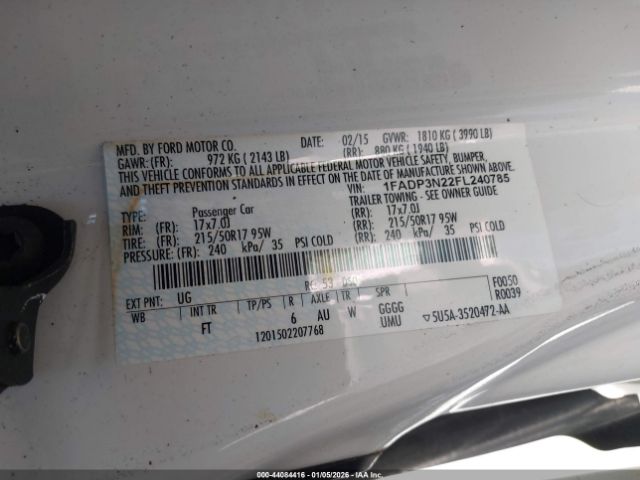 MFD. BY FORD MOTOR CO. DATE: 02/15 GVWR: 1810 KG ( 3990 LB)
GAWR: (FR): 972 KG ( 2143 LB) (RR): 880 KG ( 1940 LB)
THIS VEHICLE CONFORMS TO ALL APPLICABLE FEDERAL MOTOR VEHICLE SAFETY, BUMPER,
AND THEFT PREVENTION STANDARDS IN EFFECT ON THE DATE OF MANUFACTURE SHOWN ABOVE.
VIN: 1FADP3N22FL240785
TYPE: Passenger Car TRAILER TOWING - SEE OWNER GUIDE
RIM: (FR): 17x7.0J (RR): 17x7.0J
TIRE: (FR): 215/50R17 95W (RR): 215/50R17 95W
PRESSURE: (FR): 240 kPa/ 35 PSI COLD (RR): 240 kPa/ 35 PSI COLD
EXT PNT: UG RC: 53 DSO: F0050
WB INT TR TP/PS R AXLE TR SPR R0039
FT 6 AU W GGGG
UMU
1201502207768 5U5A-3520472-AA
IAA 000-44084416 | 01/05/2026 - IAA Copyright